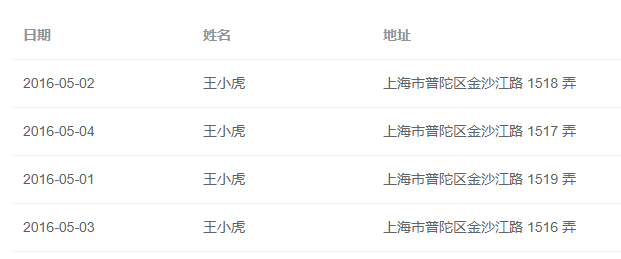 日期 姓名 地址
2016-05-02 王小虎 上海市普陀区金沙江路 1518 弄
2016-05-04 王小虎 上海市普陀区金沙江路 1517 弄
2016-05-01 王小虎 上海市普陀区金沙江路 1519 弄
2016-05-03 王小虎 上海市普陀区金沙江路 1516 弄